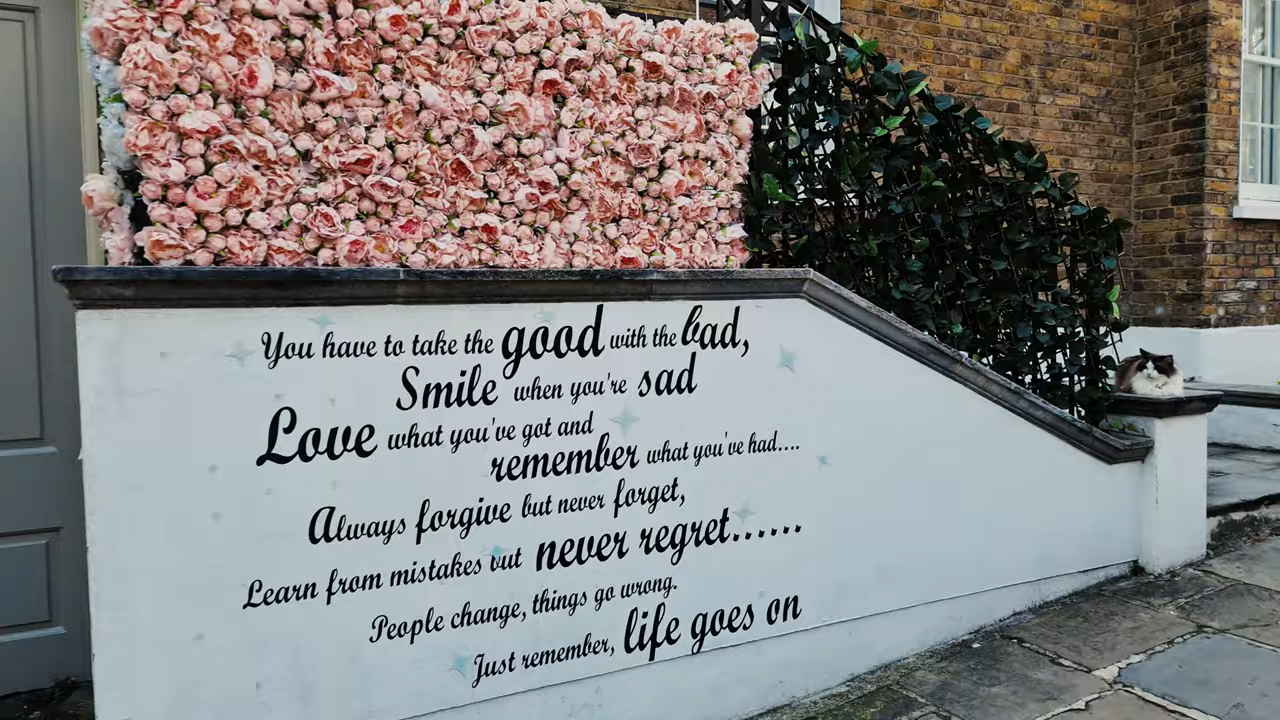 You have to take the good with the bad,
Smile when you're sad
Love what you've got and
remember what you've had....
Always forgive but never forget,
Learn from mistakes but never regret......
People change, things go wrong.
Just remember, life goes on